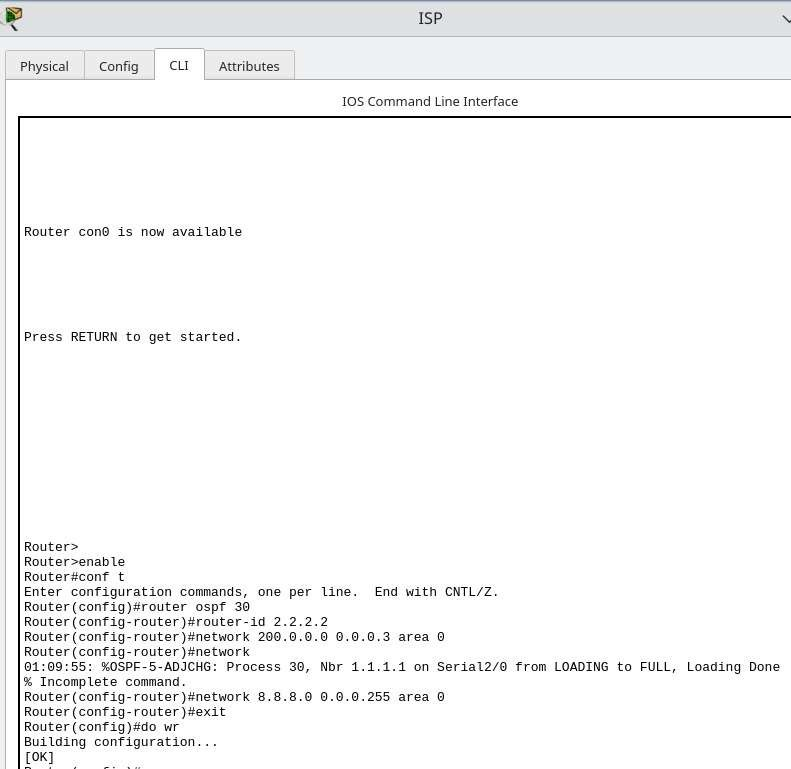 ISP
Physical Config CLI Attributes
IOS Command Line Interface
Router con0 is now available
Press RETURN to get started.
Router>
Router>enable
Router#conf t
Enter configuration commands, one per line.  End with CNTL/Z.
Router(config)#router ospf 30
Router(config-router)#router-id 2.2.2.2
Router(config-router)#network 200.0.0.0 0.0.0.3 area 0
Router(config-router)#network
01:09:55: %OSPF-5-ADJCHG: Process 30, Nbr 1.1.1.1 on Serial2/0 from LOADING to FULL, Loading Done
% Incomplete command.
Router(config-router)#network 8.8.8.0 0.0.0.255 area 0
Router(config-router)#exit
Router(config)#do wr
Building configuration...
[OK]